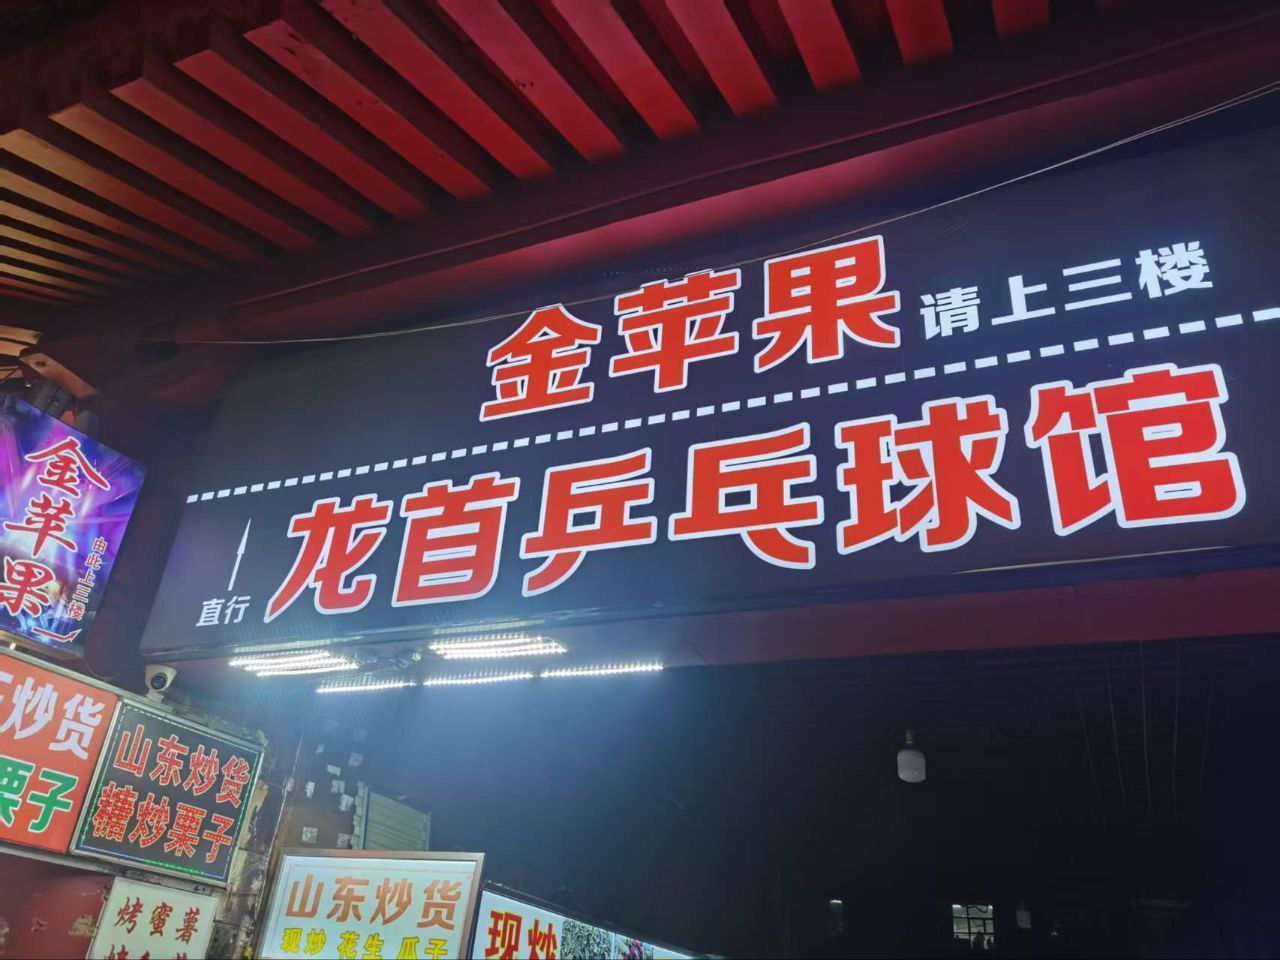 金苹果 请上三楼
龙首乒乓球馆
直行
金苹果
由此上三楼
炒货
栗子
山东炒货
糖炒栗子
烤蜜薯
山东炒货
现炒 花生 瓜子
现炒